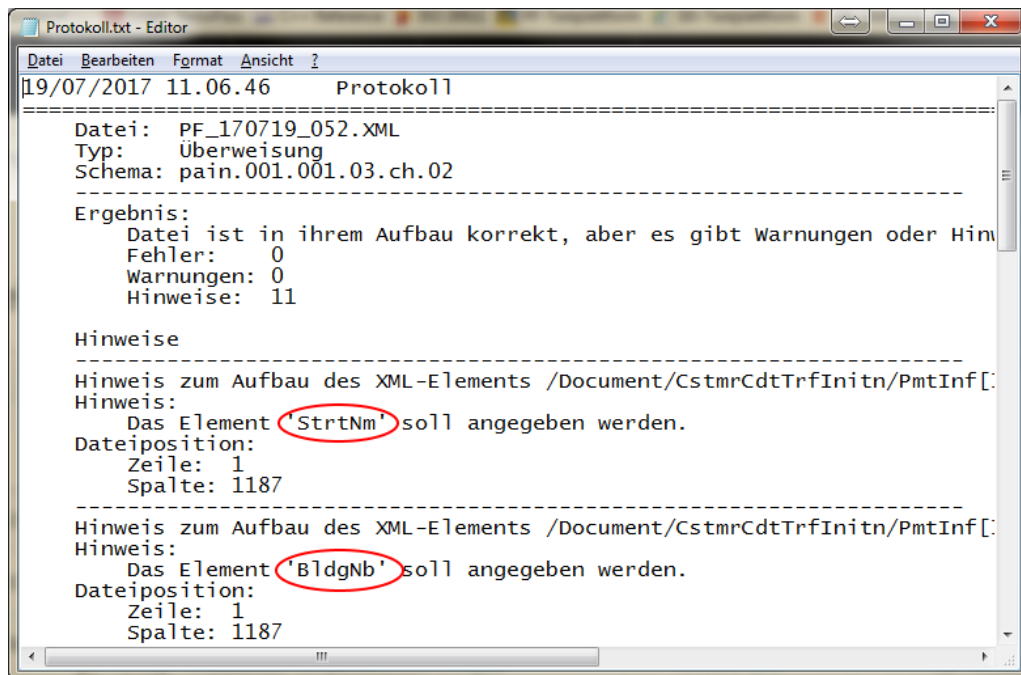 Protokoll.txt - Editor
Datei Bearbeiten Format Ansicht ?
19/07/2017 11.06.46 Protokoll
==========================================================================
Datei: PF_170719_052.XML
Typ: Überweisung
Schema: pain.001.001.03.ch.02
--------------------------------------------------------------------
Ergebnis:
Datei ist in ihrem Aufbau korrekt, aber es gibt Warnungen oder
Fehler: 0
Warnungen: 0
Hinweise: 11
Hinweise
--------------------------------------------------------------------
Hinweis zum Aufbau des XML-Elements /Document/CstmrCdtTrfInitn/PmtInf[
Hinweis:
Das Element 'StrtNm' soll angegeben werden.
Dateiposition:
Zeile: 1
Spalte: 1187
--------------------------------------------------------------------
Hinweis zum Aufbau des XML-Elements /Document/CstmrCdtTrfInitn/PmtInf[
Hinweis:
Das Element 'BldgNb' soll angegeben werden.
Dateiposition:
Zeile: 1
Spalte: 1187